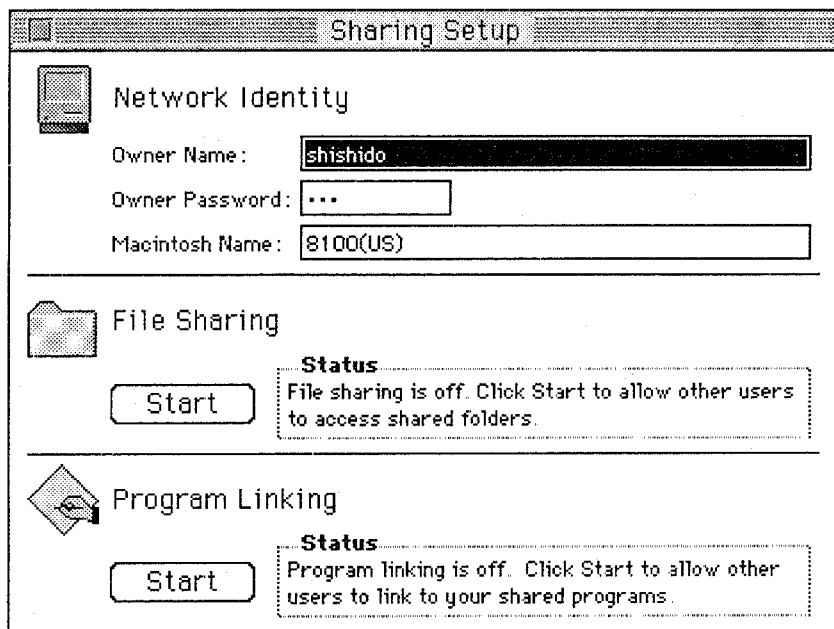 Sharing Setup
Network Identity
Owner Name: shishido
Owner Password: •••
Macintosh Name: 8100(US)
File Sharing
Status
Start
File sharing is off. Click Start to allow other users
to access shared folders.
Program Linking
Status
Start
Program linking is off. Click Start to allow other
users to link to your shared programs.